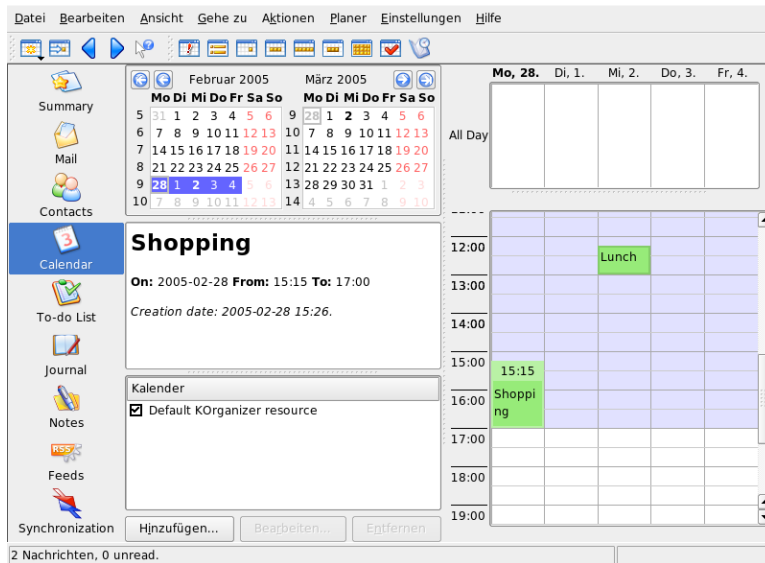 Datei Bearbeiten Ansicht Gehe zu Aktionen Planer Einstellungen Hilfe
Summary
Mail
Contacts
3
Calendar
To-do List
Journal
Notes
RSS
Feeds
Synchronization
Februar 2005
Mo Di Mi Do Fr Sa So
5 31 1 2 3 4 5 6
6 7 8 9 10 11 12 13
7 14 15 16 17 18 19 20
8 21 22 23 24 25 26 27
9 28 1 2 3 4 5 6
10 7 8 9 10 11 12 13
März 2005
Mo Di Mi Do Fr Sa So
9 28 1 2 3 4 5 6
10 7 8 9 10 11 12 13
11 14 15 16 17 18 19 20
12 21 22 23 24 25 26 27
13 28 29 30 31 1 2 3
14 4 5 6 7 8 9 10
Shopping
On: 2005-02-28 From: 15:15 To: 17:00
Creation date: 2005-02-28 15:26.
Kalender
Default KOrganizer resource
Hinzufügen... Bearbeiten... Entfernen
Mo, 28. Di, 1. Mi, 2. Do, 3. Fr, 4.
All Day
12:00
Lunch
13:00
14:00
15:00
15:15
16:00
Shoppi
ng
17:00
18:00
19:00
2 Nachrichten, 0 unread.